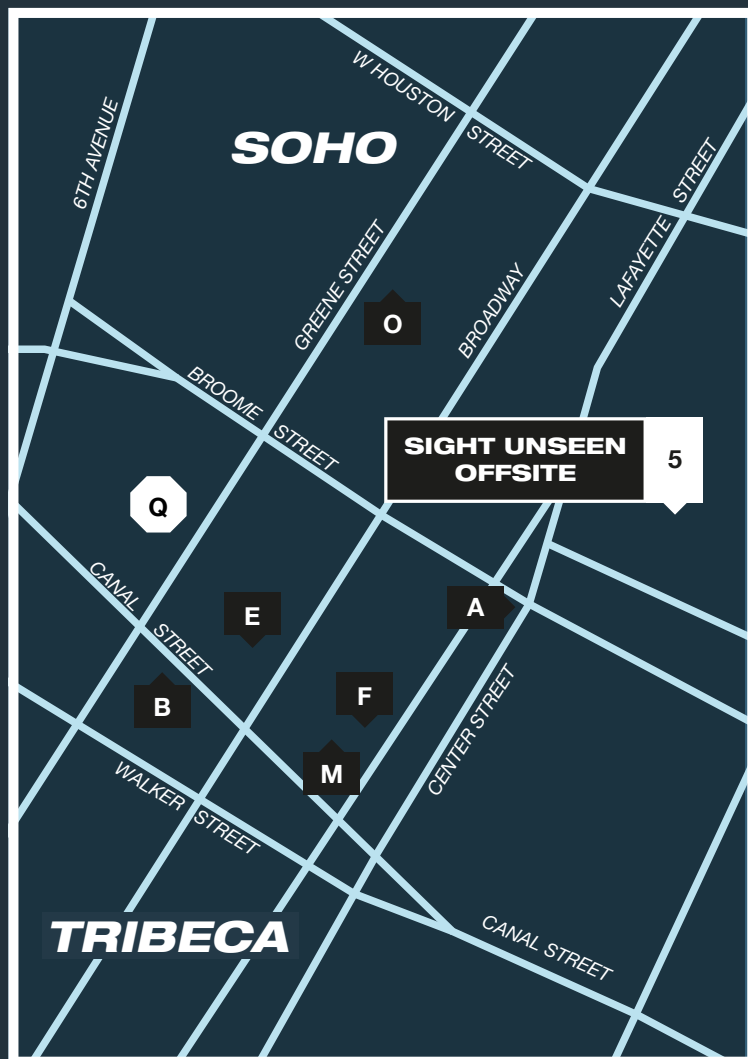 W HOUSTON STREET
6TH AVENUE
SOHO
LAFAYETTE STREET
GREENE STREET
BROADWAY
O
BROOME STREET
SIGHT UNSEEN
OFFSITE
5
Q
CANAL STREET
E
A
B
F
CENTER STREET
M
WALKER STREET
TRIBECA
CANAL STREET